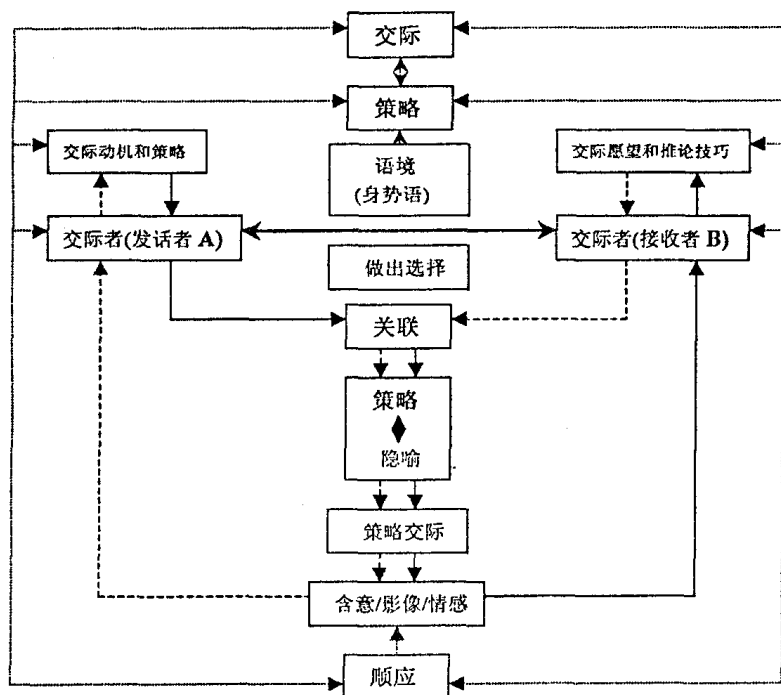 交际
策略
交际动机和策略
语境
(身势语)
交际愿望和推论技巧
交际者(发话者 A)
交际者(接收者 B)
做出选择
关联
策略
隐喻
策略交际
含意/影像/情感
顺应